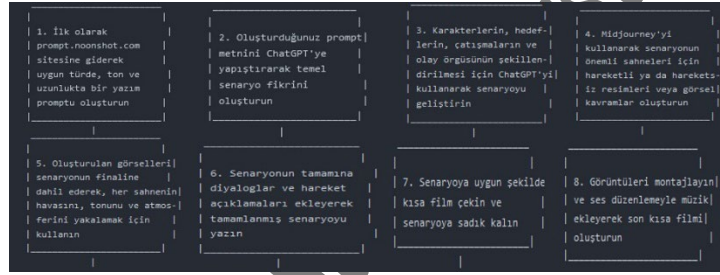 1. İlk olarak
prompt.noonshot.com
sitesine giderek
uygun türde, ton ve
uzunlukta bir yazım
promptu oluşturun
2. Oluşturduğunuz prompt
metnini ChatGPT'ye
yapıştırarak temel
senaryo fikrini
oluşturun
3. Karakterlerin, hedef-
lerin, çatışmaların ve
olay örgüsünün şekillen-
dirilmesi için ChatGPT'yi
kullanarak senaryoyu
geliştirin
4. Midjourney'yi
kullanarak senaryonun
önemli sahneleri için
hareketli ya da harekets-
iz resimleri veya görsel
kavramlar oluşturun
5. Oluşturulan görselleri
senaryonun finaline
dahil ederek, her sahnenin
havasını, tonunu ve atmos-
ferini yakalamak için
kullanın
6. Senaryonun tamamına
diyaloglar ve hareket
açıklamaları ekleyerek
tamamlanmış senaryoyu
yazın
7. Senaryoya uygun şekilde
kısa film çekin ve
senaryoya sadık kalın
8. Görüntüleri montajlayın
ve ses düzenlemeyle müzik
ekleyerek son kısa filmi
oluşturun